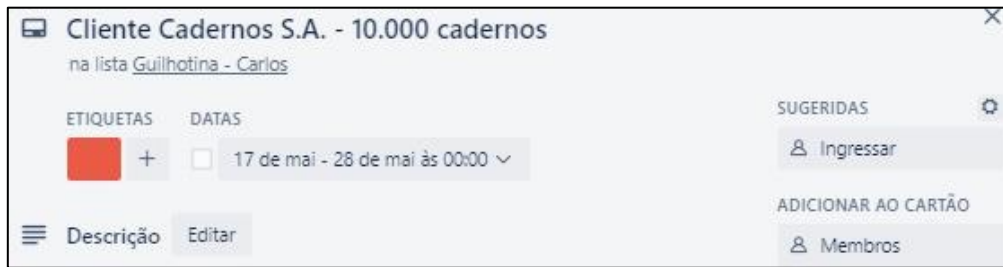 Cliente Cadernos S.A. - 10.000 cadernos
na lista Guilhotina - Carlos
ETIQUETAS DATAS
+ 17 de mai - 28 de mai às 00:00
Descrição Editar
SUGERIDAS
Ingressar
ADICIONAR AO CARTÃO
Membros